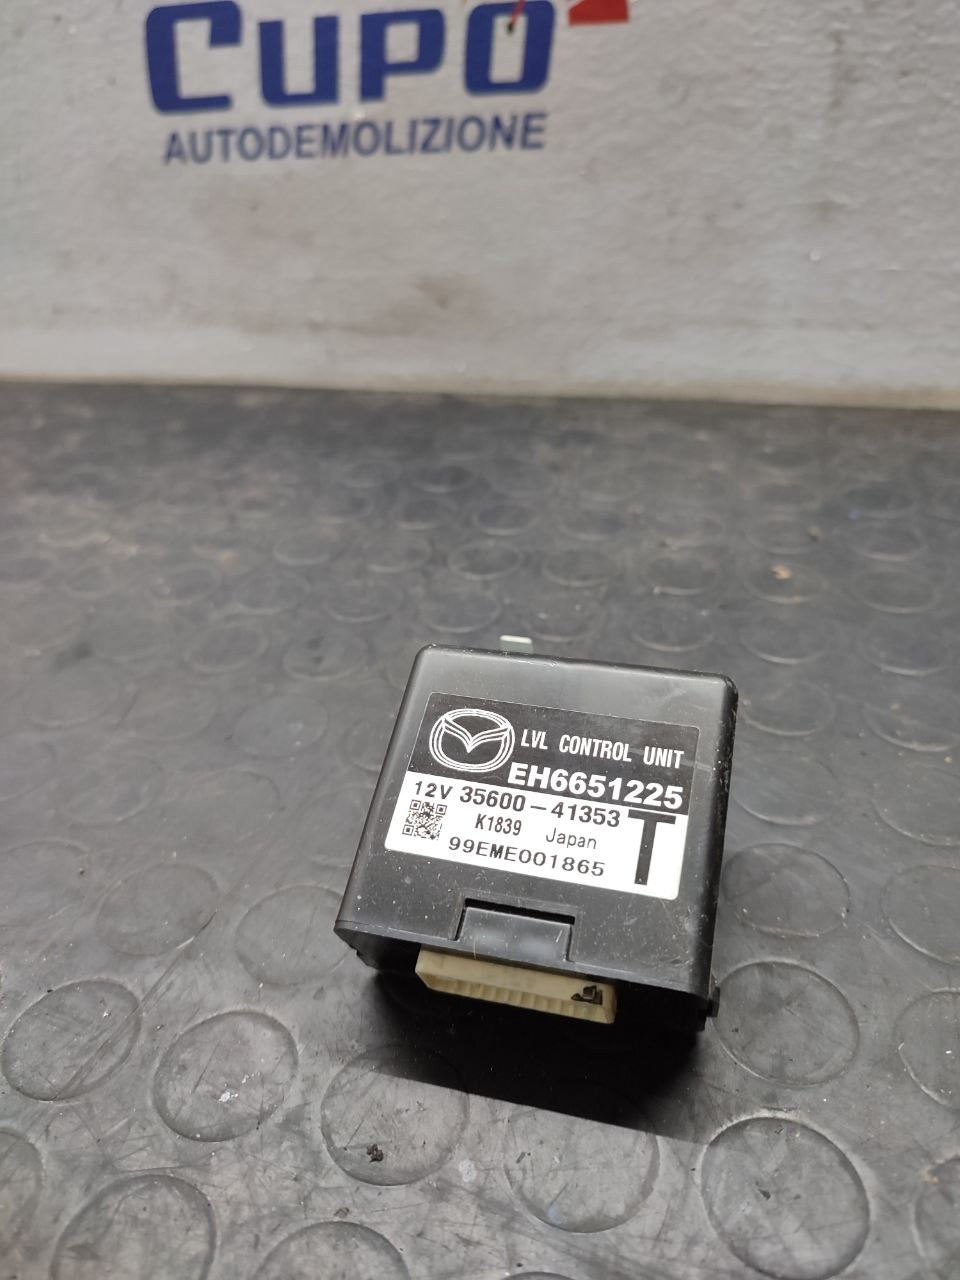 CUPO
AUTODEMOLIZIONE
LVL CONTROL UNIT
EH6651225
12V 35600-41353
K1839 Japan
T
99EME001865